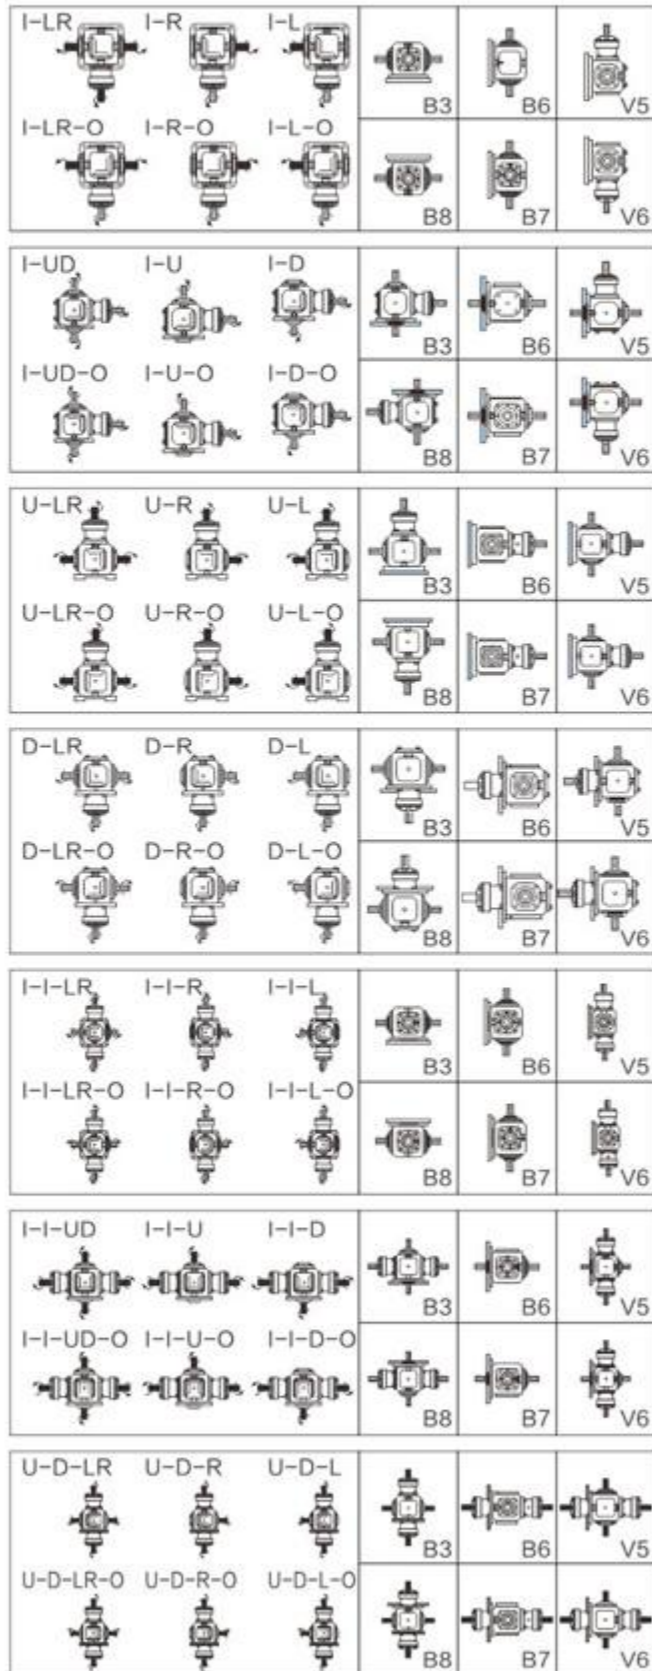 I-LR I-R I-L
B3 B6 V5
I-LR-O I-R-O I-L-O
B8 B7 V6
I-UD I-U I-D
B3 B6 V5
I-UD-O I-U-O I-D-O
B8 B7 V6
U-LR U-R U-L
B3 B6 V5
U-LR-O U-R-O U-L-O
B8 B7 V6
D-LR D-R D-L
B3 B6 V5
D-LR-O D-R-O D-L-O
B8 B7 V6
I-I-LR I-I-R I-I-L
B3 B6 V5
I-I-LR-O I-I-R-O I-I-L-O
B8 B7 V6
I-I-UD I-I-U I-I-D
B3 B6 V5
I-I-UD-O I-I-U-O I-I-D-O
B8 B7 V6
U-D-LR U-D-R U-D-L
B3 B6 V5
U-D-LR-O U-D-R-O U-D-L-O
B8 B7 V6